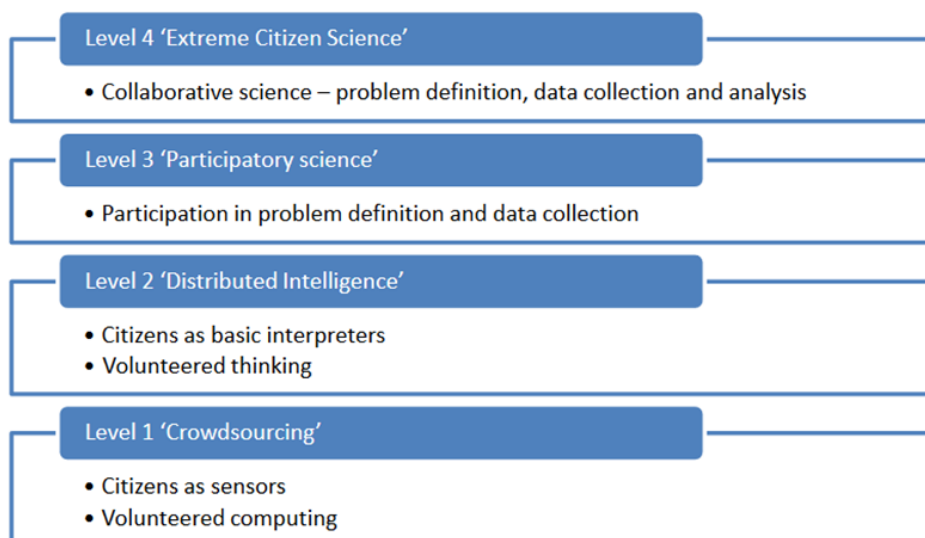 Level 4 ‘Extreme Citizen Science’
• Collaborative science – problem definition, data collection and analysis
Level 3 ‘Participatory science’
• Participation in problem definition and data collection
Level 2 ‘Distributed Intelligence’
• Citizens as basic interpreters
• Volunteered thinking
Level 1 ‘Crowdsourcing’
• Citizens as sensors
• Volunteered computing